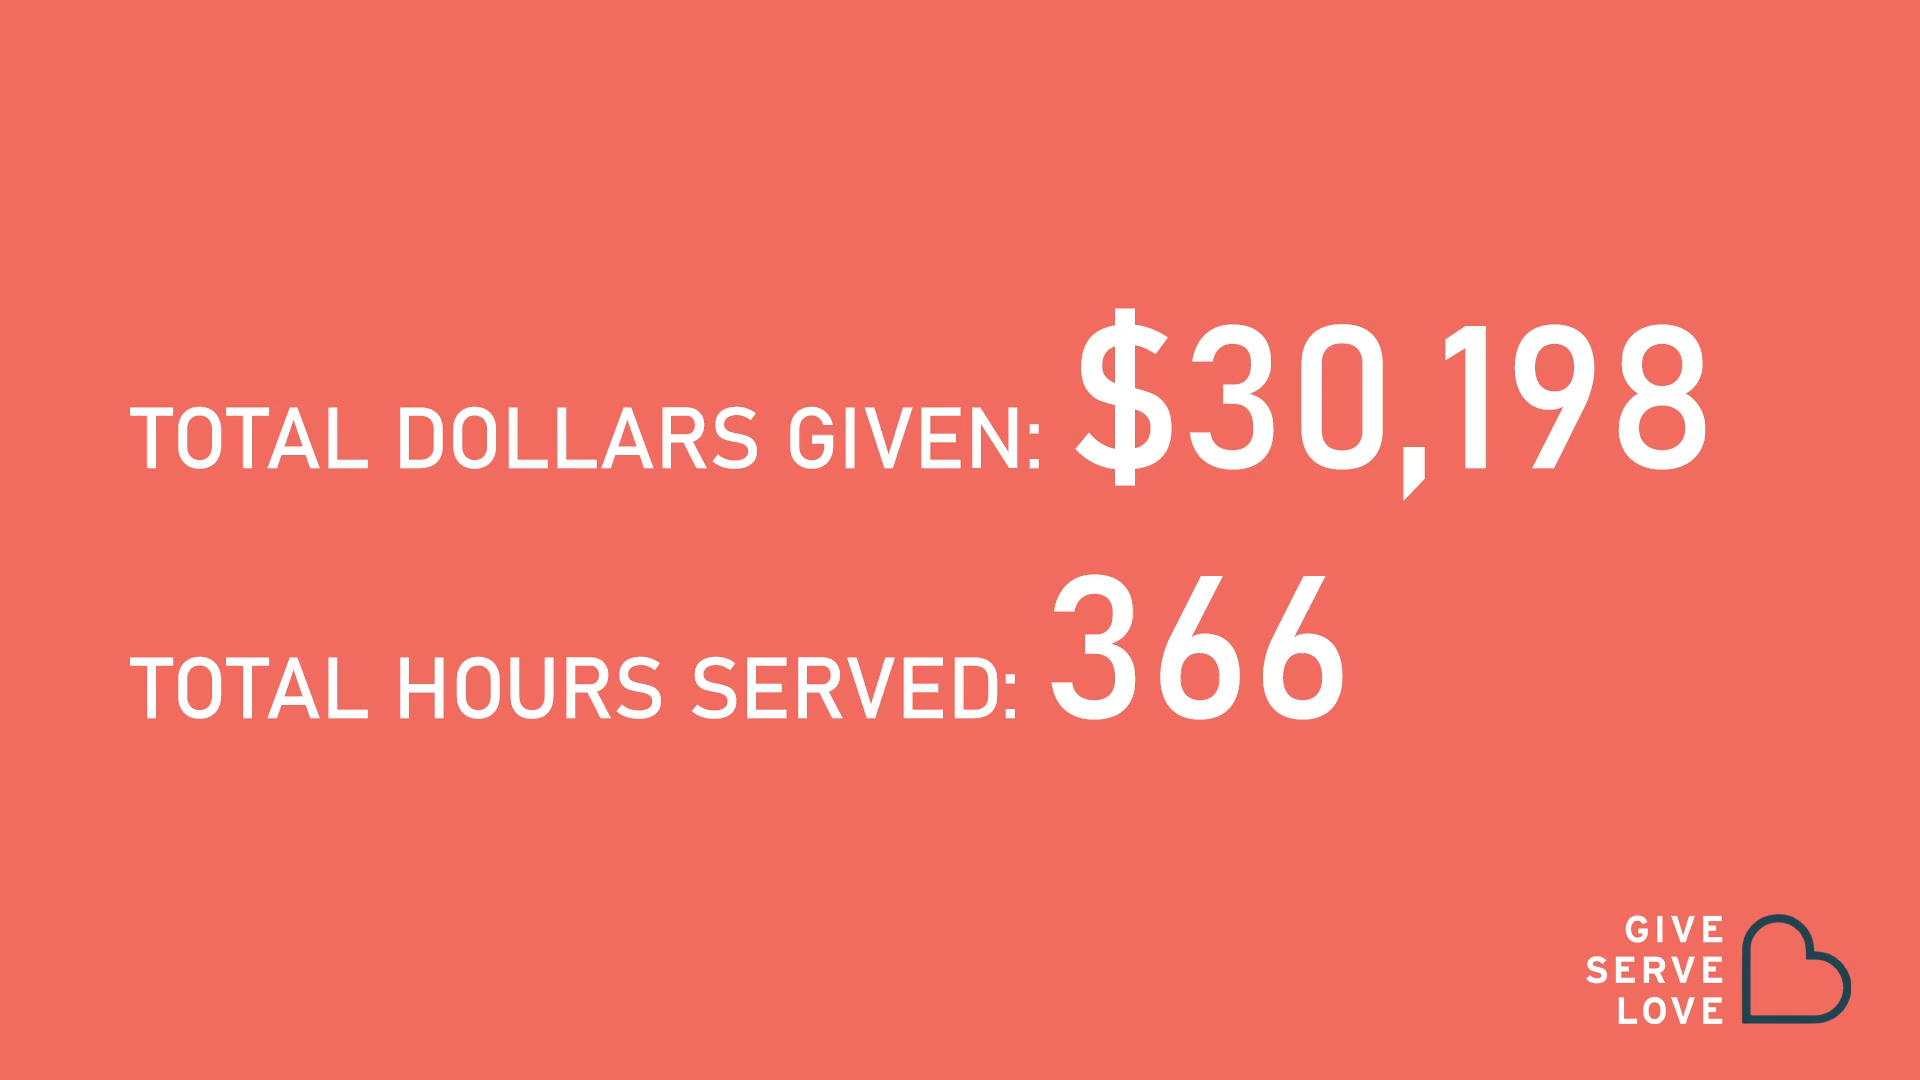 TOTAL DOLLARS GIVEN: $30,198
TOTAL HOURS SERVED: 366
GIVE
SERVE
LOVE